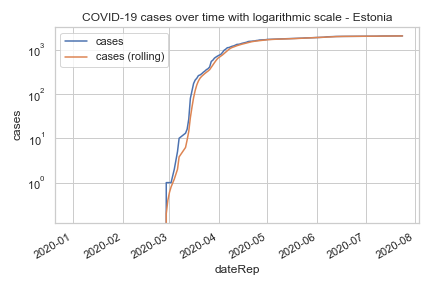 COVID-19 cases over time with logarithmic scale - Estonia
cases
cases (rolling)
10³
10²
10¹
10⁰
cases
2020-01
2020-02
2020-03
2020-04
2020-05
2020-06
2020-07
2020-08
dateRep